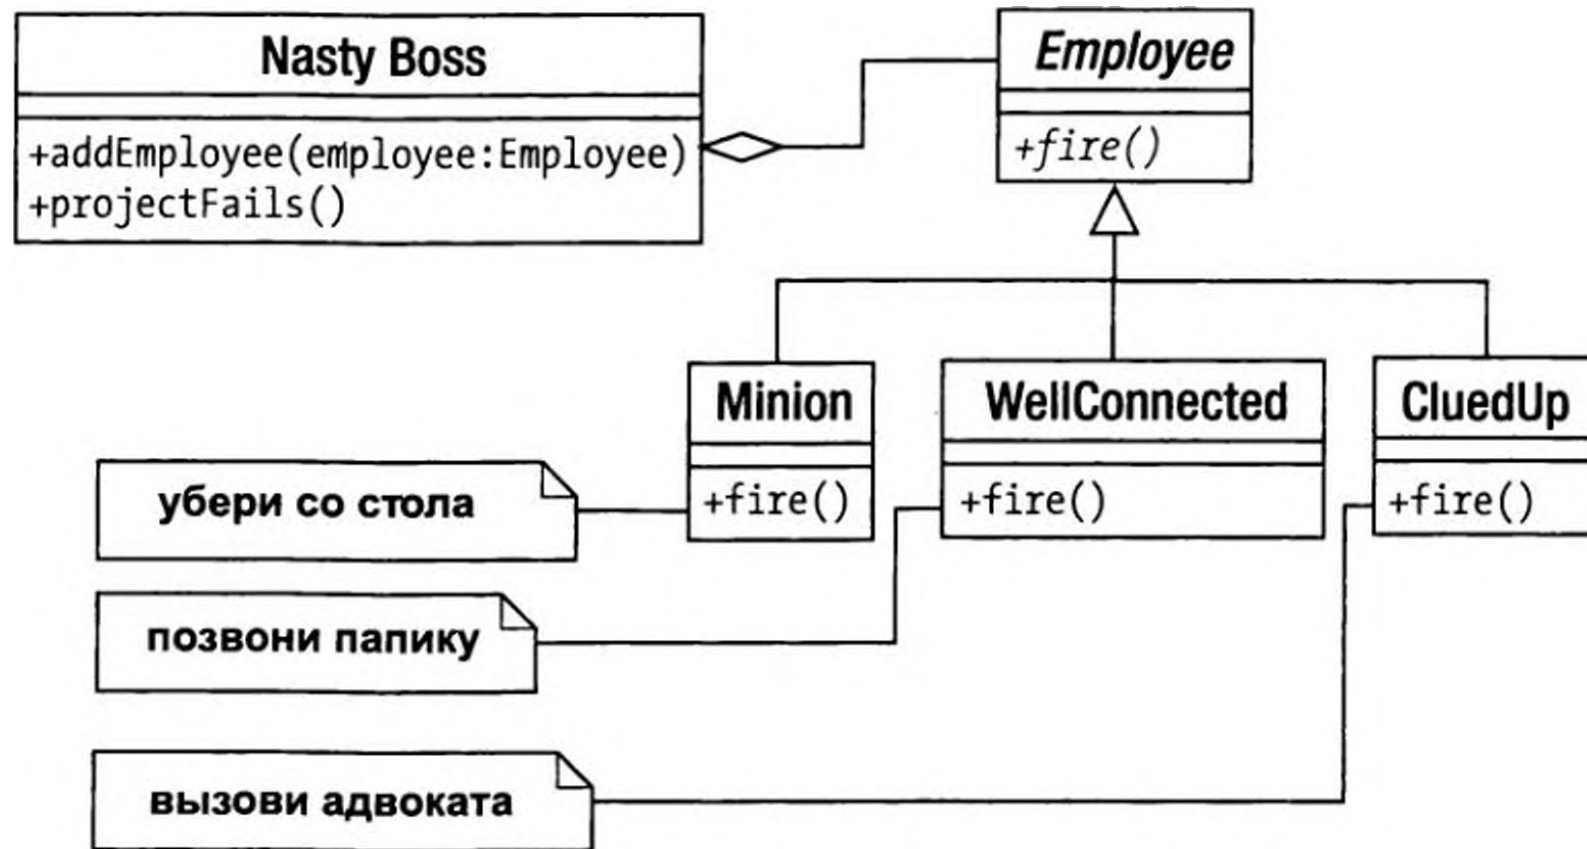 Nasty Boss
+addEmployee(employee:Employee)
+projectFails()
Employee
+fire()
Minion
+fire()
WellConnected
+fire()
CluedUp
+fire()
убери со стола
позвони папику
вызови адвоката